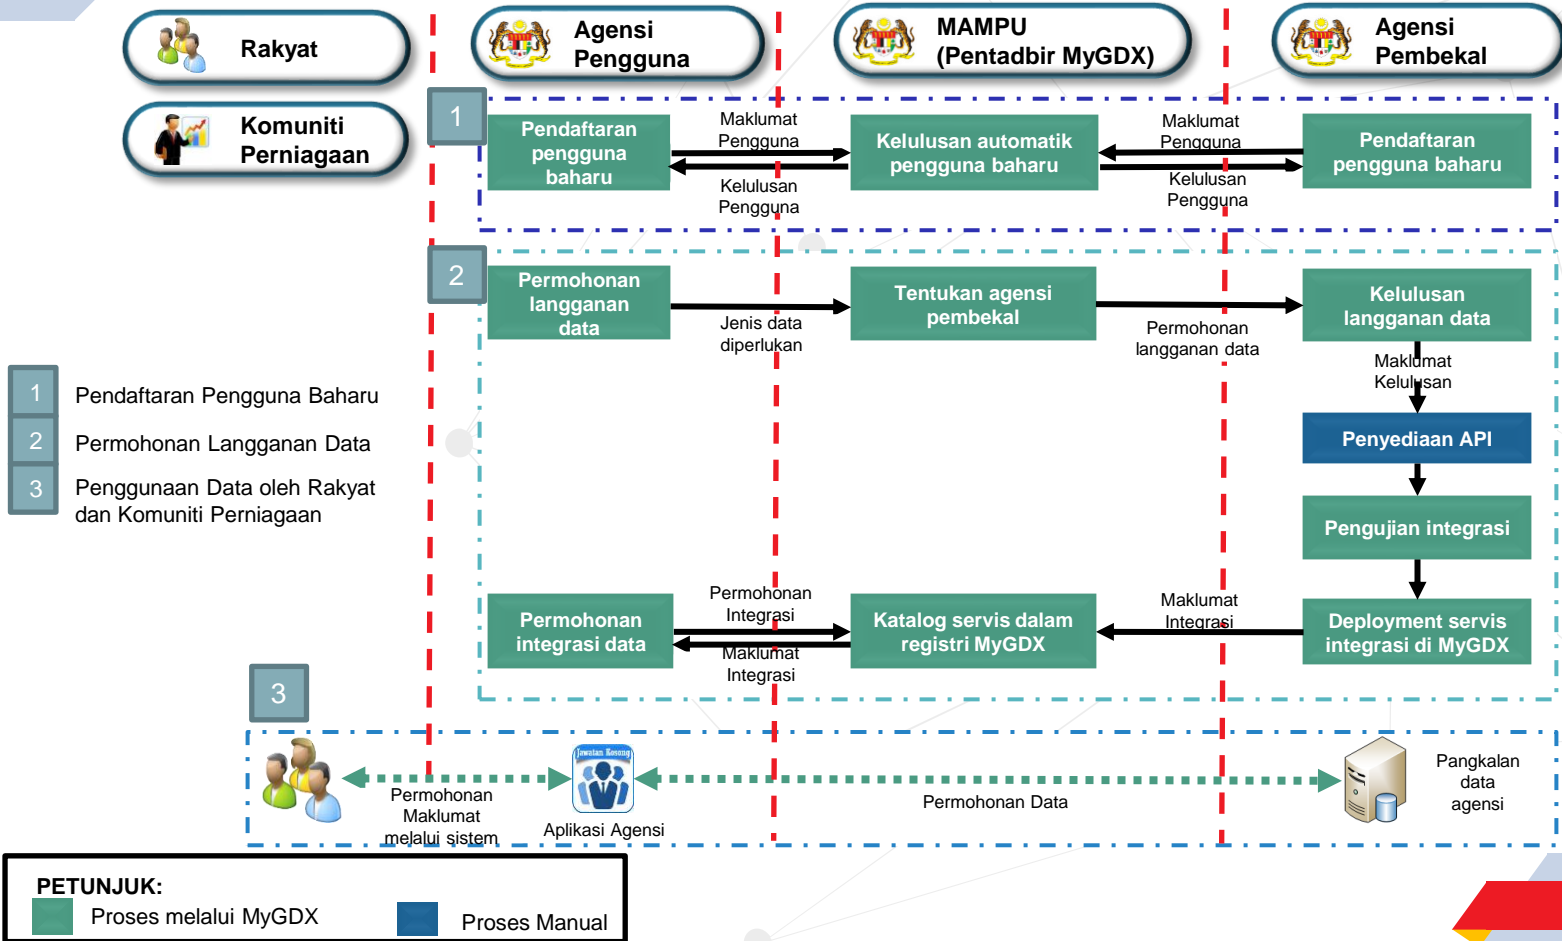 Rakyat
Agensi
Pengguna
MAMPU
(Pentadbir MyGDX)
Agensi
Pembekal
Komuniti
Perniagaan
1
Pendaftaran
pengguna
baharu
Maklumat
Pengguna
Kelulusan
Pengguna
Kelulusan automatik
pengguna baharu
Maklumat
Pengguna
Kelulusan
Pengguna
Pendaftaran
pengguna baharu
2
Permohonan
langganan
data
Jenis data
diperlukan
Tentukan agensi
pembekal
Permohonan
langganan data
Kelulusan
langganan data
Maklumat
Kelulusan
Penyediaan API
Pengujian integrasi
Deployment servis
integrasi di MyGDX
Maklumat
Integrasi
Katalog servis dalam
registri MyGDX
Permohonan
Integrasi
Maklumat
Integrasi
Permohonan
integrasi data
1
Pendaftaran Pengguna Baharu
2
Permohonan Langganan Data
3
Penggunaan Data oleh Rakyat
dan Komuniti Perniagaan
3
Permohonan
Maklumat
melalui sistem
Jawatan Kosong
Aplikasi Agensi
Permohonan Data
Pangkalan
data
agensi
PETUNJUK:
Proses melalui MyGDX
Proses Manual